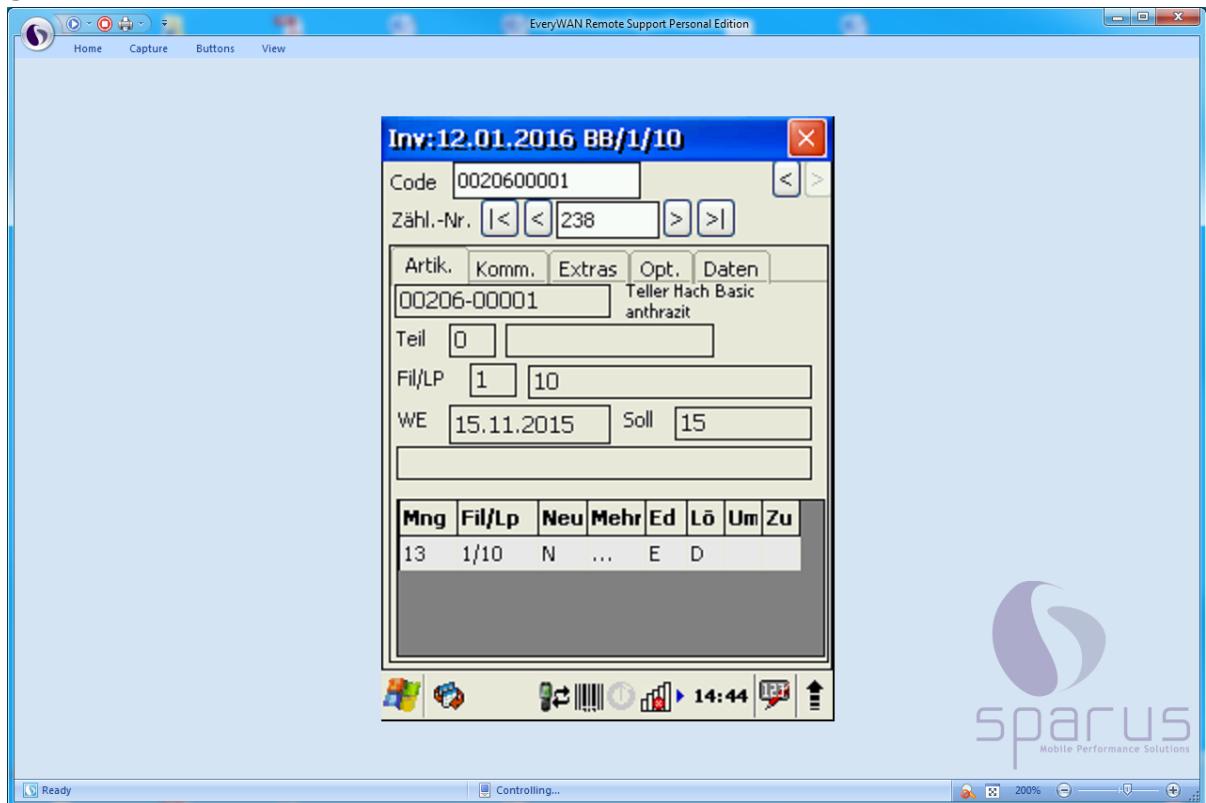 EveryWAN Remote Support Personal Edition
Home Capture Buttons View
Inv:12.01.2016 BB/1/10
Code 0020600001 < >
Zähl.-Nr. |< < 238 > >|
Artik. Komm. Extras Opt. Daten
00206-00001 Teller Hach Basic
anthrazit
Teil 0
Fil/LP 1 10
WE 15.11.2015 Soll 15
Mng Fil/Lp Neu Mehr Ed Lö Um Zu
13 1/10 N ... E D
14:44 123
sparus
Mobile Performance Solutions
Ready Controlling... 200%